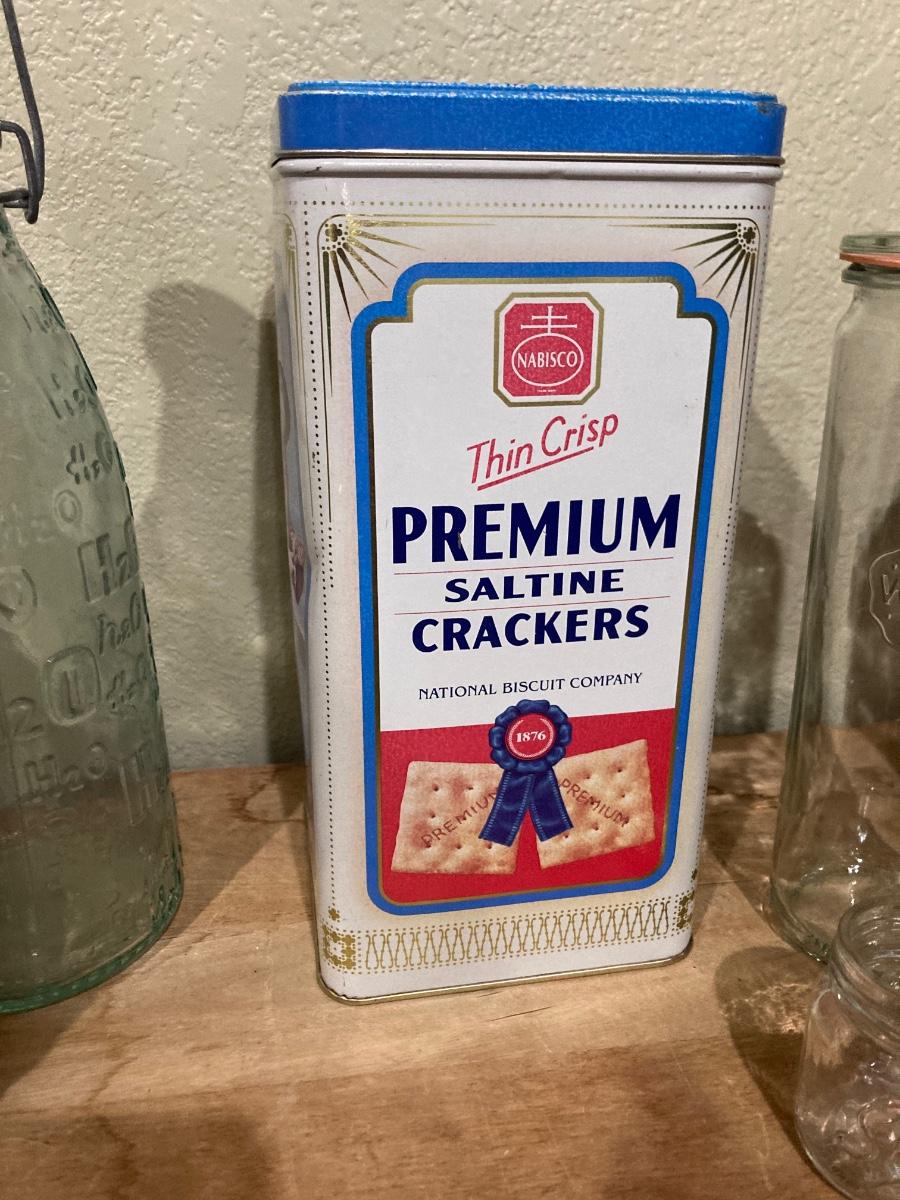 NABISCO
Thin Crisp
PREMIUM
SALTINE
CRACKERS
NATIONAL BISCUIT COMPANY
1876
PREMIUM PREMIUM